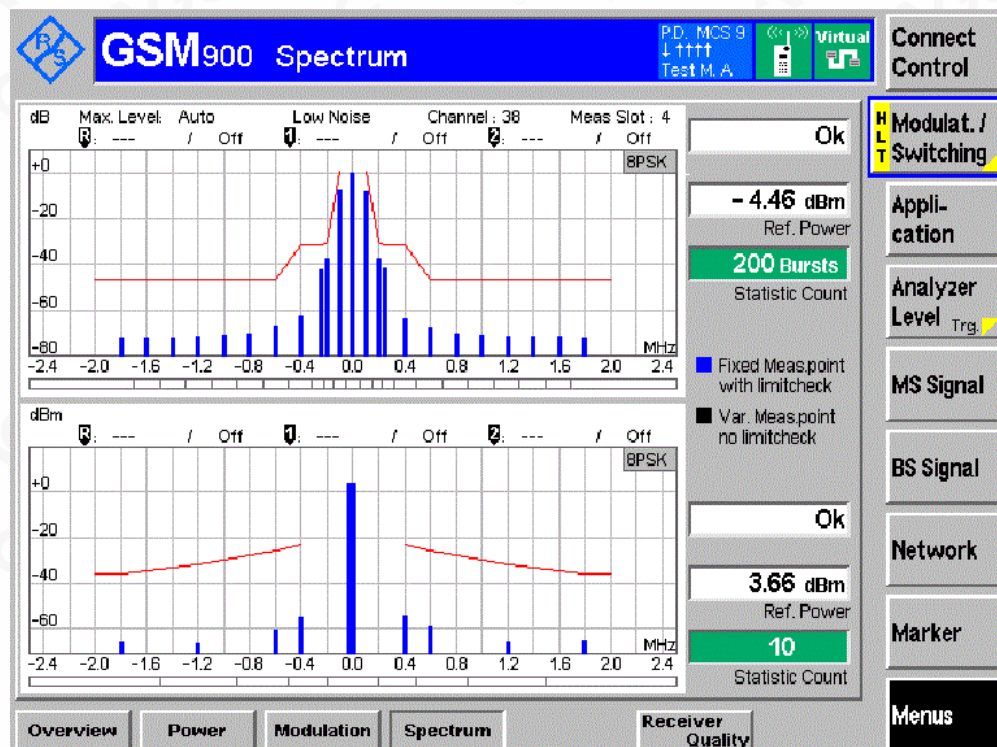 R/S
GSM900 Spectrum
P.D. MCS 9
↓ ↑↑↑↑
Test M. A
Virtual
Connect Control
HLT Modulat. / Switching
Appli-
cation
Analyzer Level Trg.
MS Signal
BS Signal
Network
Marker
Menus
dB Max. Level: Auto Low Noise Channel : 38 Meas Slot : 4
R: --- / Off 1: --- / Off 2: --- / Off
8PSK
+0
-20
-40
-60
-80
MHz
-2.4 -2.0 -1.6 -1.2 -0.8 -0.4 0.0 0.4 0.8 1.2 1.6 2.0 2.4
Ok
- 4.46 dBm
Ref. Power
200 Bursts
Statistic Count
Fixed Meas.point
with limitcheck
Var. Meas.point
no limitcheck
dBm
R: --- / Off 1: --- / Off 2: --- / Off
8PSK
+0
-20
-40
-60
MHz
-2.4 -2.0 -1.6 -1.2 -0.8 -0.4 0.0 0.4 0.8 1.2 1.6 2.0 2.4
Ok
3.66 dBm
Ref. Power
10
Statistic Count
Overview Power Modulation Spectrum Receiver Quality